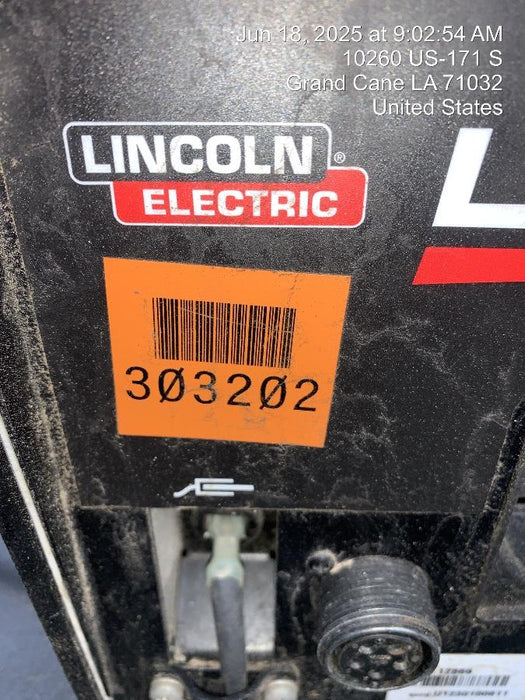 Jun 18, 2025 at 9:02:54 AM
10260 US-171 S
Grand Cane LA 71032
United States
LINCOLN ®
ELECTRIC
L
303202